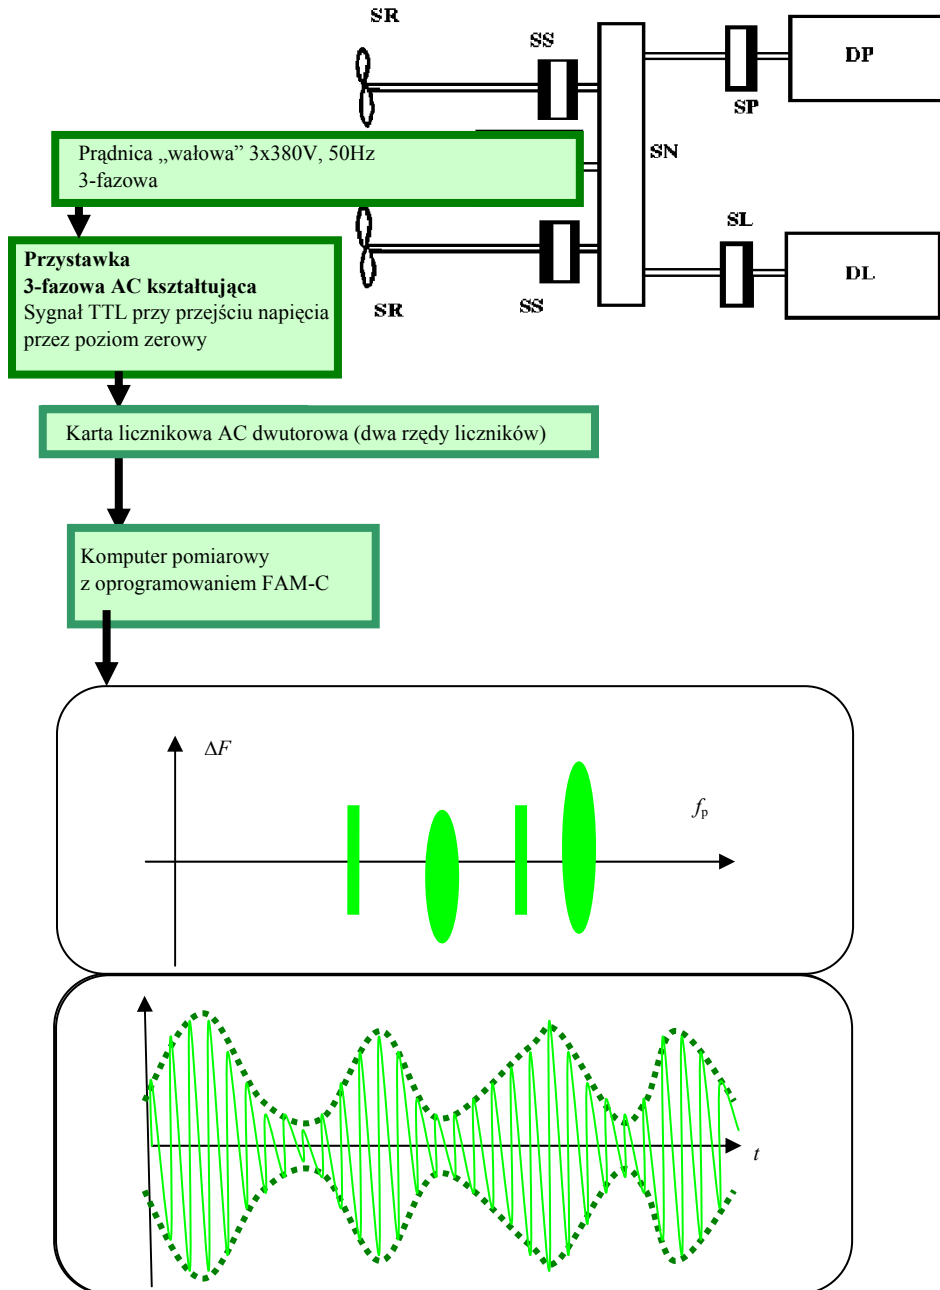 SR
SS
DP
SP
Prądnica „wałowa” 3x380V, 50Hz
3-fazowa
SN
SL
Przystawka
3-fazowa AC kształtująca
Sygnał TTL przy przejściu napięcia
przez poziom zerowy
DL
SR
SS
Karta licznikowa AC dwutorowa (dwa rzędy liczników)
Komputer pomiarowy
z oprogramowaniem FAM-C
ΔF
fp
t